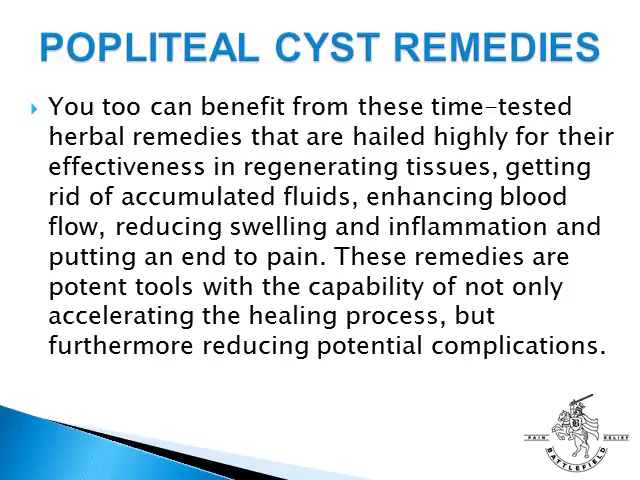 POPLITEAL CYST REMEDIES
You too can benefit from these time-tested
herbal remedies that are hailed highly for their
effectiveness in regenerating tissues, getting
rid of accumulated fluids, enhancing blood
flow, reducing swelling and inflammation and
putting an end to pain. These remedies are
potent tools with the capability of not only
accelerating the healing process, but
furthermore reducing potential complications.
B
PAIN RELIEF
BATTLEFIELD